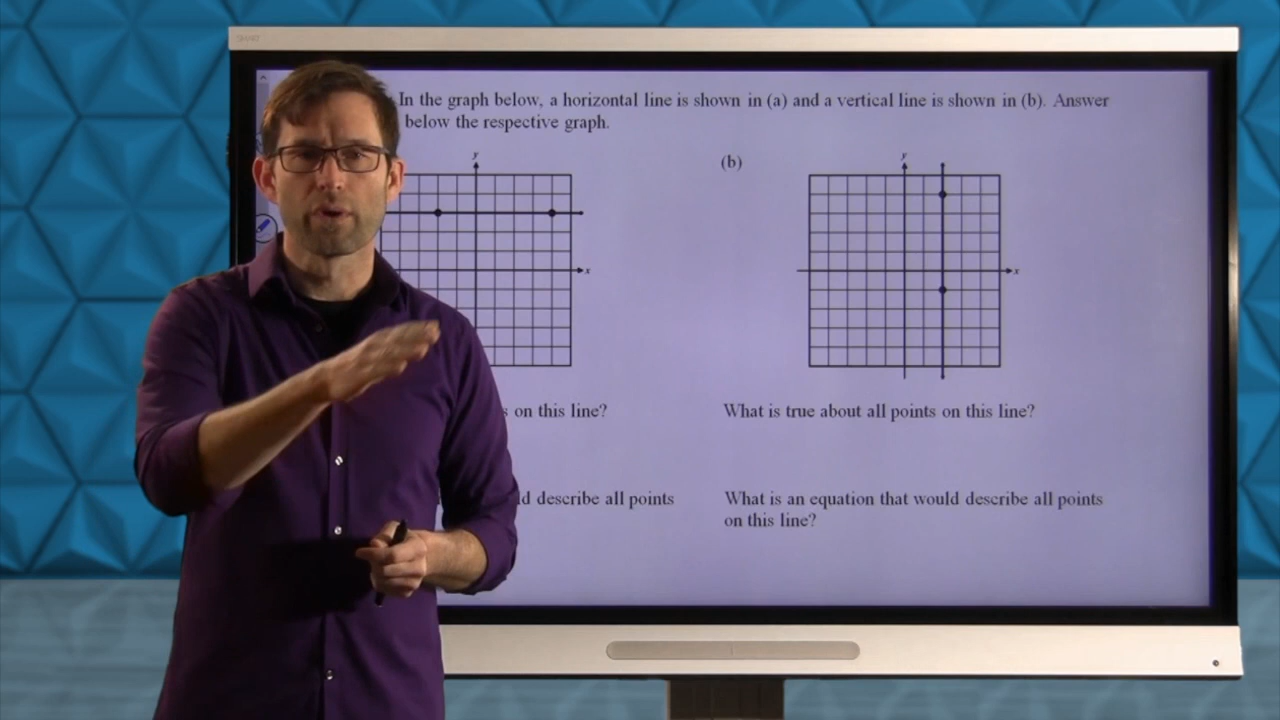 In the graph below, a horizontal line is shown in (a) and a vertical line is shown in (b). Answer
below the respective graph.
y
x
(b)
y
x
on this line?
describe all points
What is true about all points on this line?
What is an equation that would describe all points
on this line?